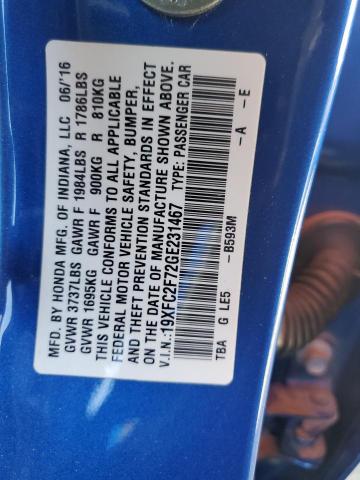 MFD. BY HONDA MFG. OF INDIANA, LLC 06/'16
GVWR 3737LBS GAWR F 1984LBS R 1786LBS
GVWR 1695KG GAWR F 900KG R 810KG
THIS VEHICLE CONFORMS TO ALL APPLICABLE
FEDERAL MOTOR VEHICLE SAFETY, BUMPER,
AND THEFT PREVENTION STANDARDS IN EFFECT
ON THE DATE OF MANUFACTURE SHOWN ABOVE.
V.I.N.:19XFC2F72GE231467 TYPE: PASSENGER CAR
TBA G LE5 -B593M -A -E